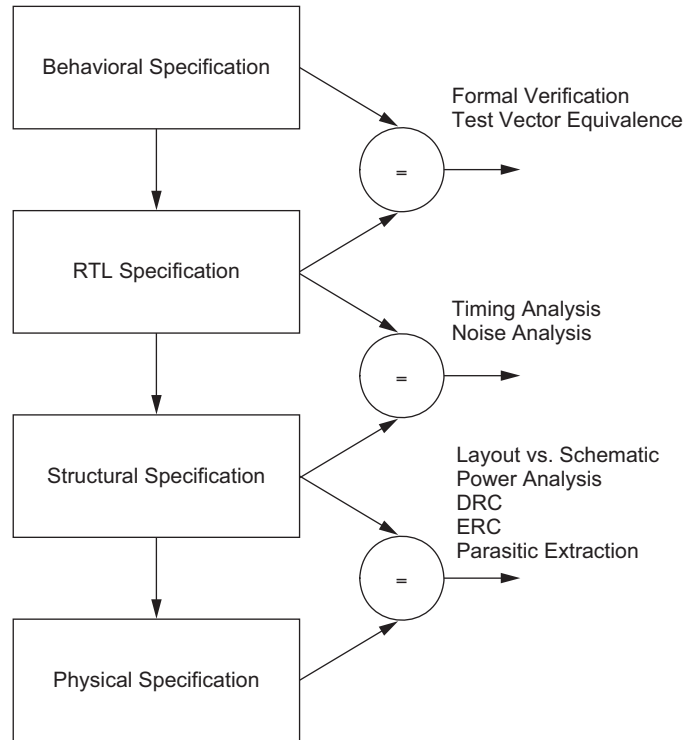 Behavioral Specification
Formal Verification
Test Vector Equivalence
=
RTL Specification
Timing Analysis
Noise Analysis
=
Structural Specification
Layout vs. Schematic
Power Analysis
DRC
ERC
Parasitic Extraction
=
Physical Specification